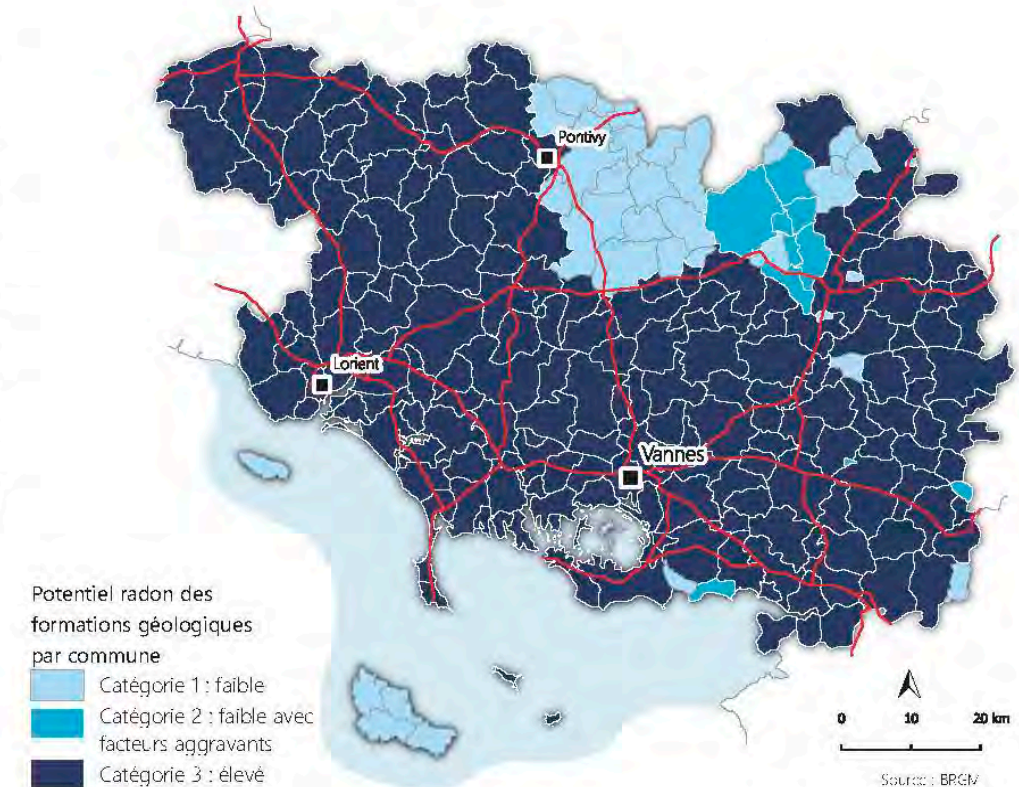 Pontivy
Lorient
Vannes
Potentiel radon des
formations géologiques
par commune
Catégorie 1 : faible
Catégorie 2 : faible avec
facteurs aggravants
Catégorie 3 : élevé
0 10 20 km
Source : BRGM